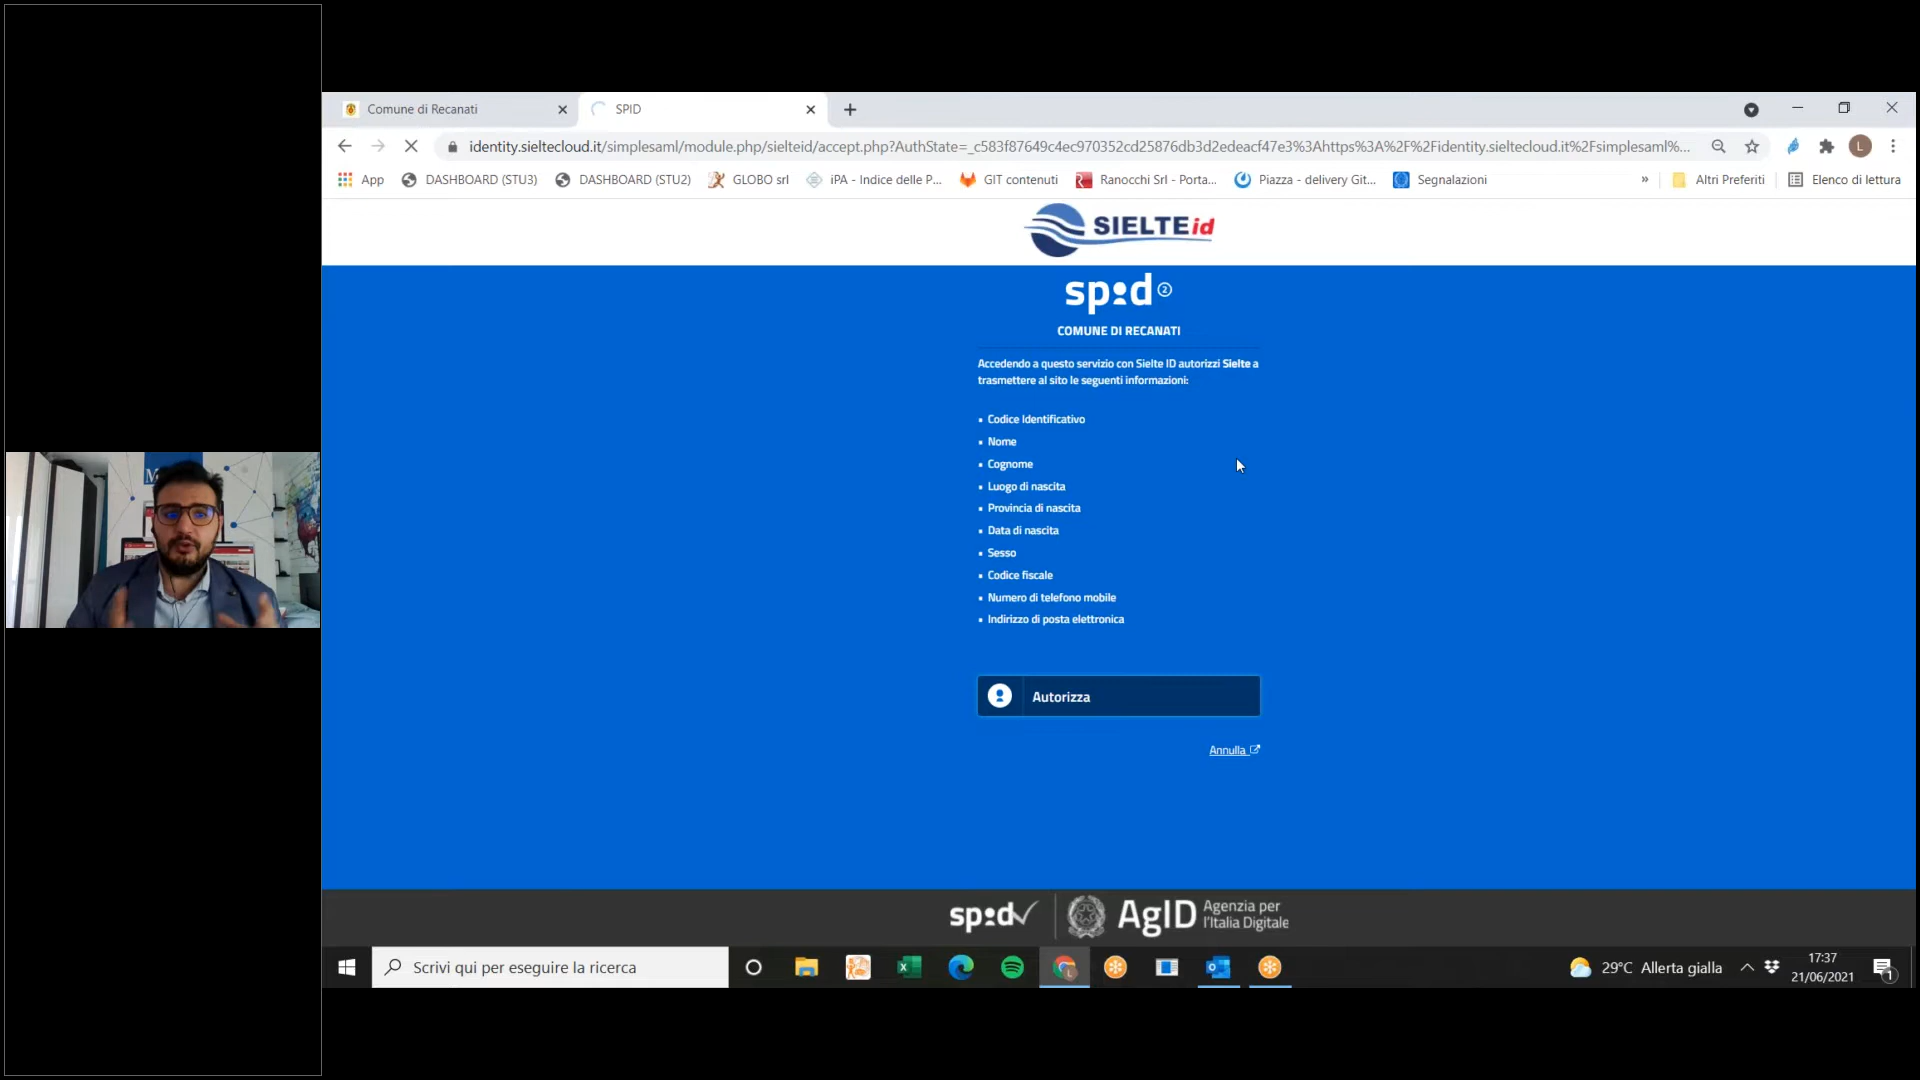 Comune di Recanati
SPID
identity.sieltecloud.it/simplesaml/module.php/sielteid/accept.php?AuthState=_c583f87649c4ec970352cd25876db3d2edeacf47e3%3Ahttps%3A%2F%2Fidentity.sieltecloud.it%2Fsimplesaml%...
App DASHBOARD (STU3) DASHBOARD (STU2) GLOBO srl iPA - Indice delle P... GIT contenuti Ranocchi Srl - Porta... Piazza - delivery Git... Segnalazioni » Altri Preferiti Elenco di lettura
SIELTEid
spid 2
COMUNE DI RECANATI
Accedendo a questo servizio con Sielte ID autorizzi Sielte a
trasmettere al sito le seguenti informazioni:
Codice Identificativo
Nome
Cognome
Luogo di nascita
Provincia di nascita
Data di nascita
Sesso
Codice fiscale
Numero di telefono mobile
Indirizzo di posta elettronica
Autorizza
Annulla
spid AgID Agenzia per
l'Italia Digitale
Scrivi qui per eseguire la ricerca
29°C Allerta gialla
17:37
21/06/2021
1
L
M